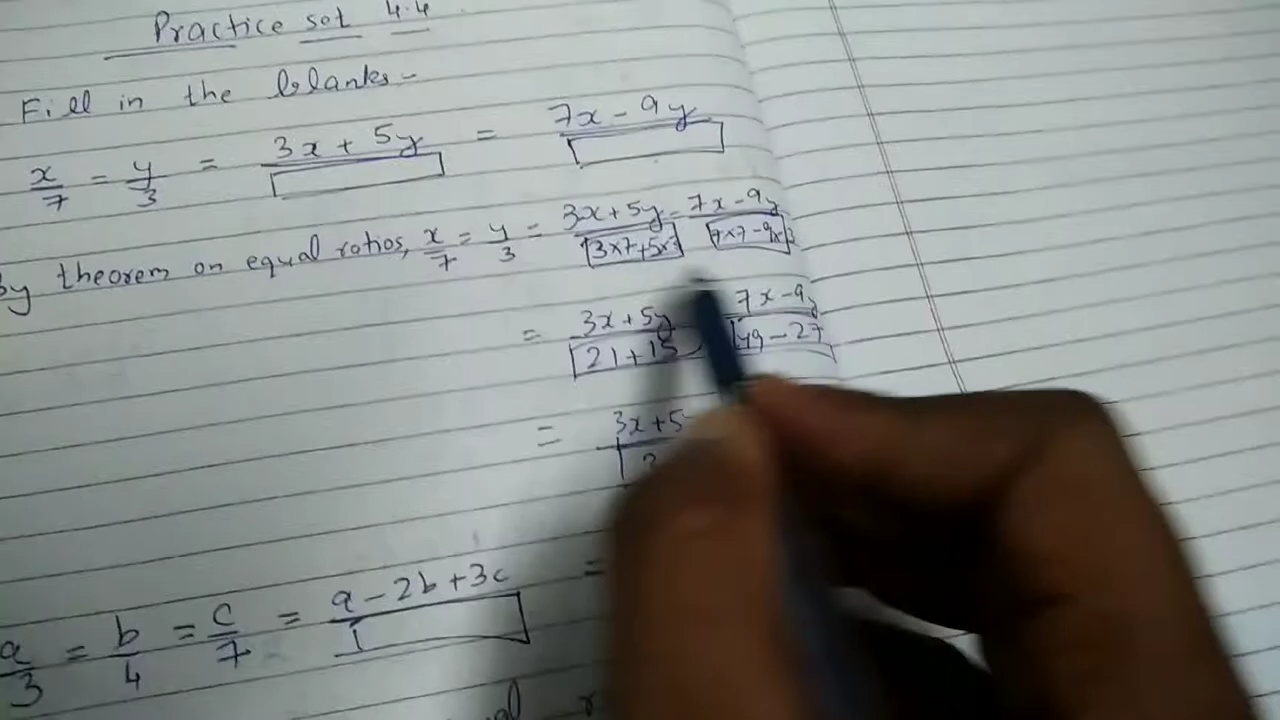 Practice set 4.4
Fill in the blanks-
x/7 = y/3 = 3x + 5y/ = 7x - 9y/
By theorem on equal ratios, x/7 = y/3 = 3x+5y/3×7+5×3 = 7x-9y/7×7-9×3
= 3x+5y/21+15 7x-9y/49-27
= 3x+5
a/3 = b/4 = c/7 = a-2b+3c/ =